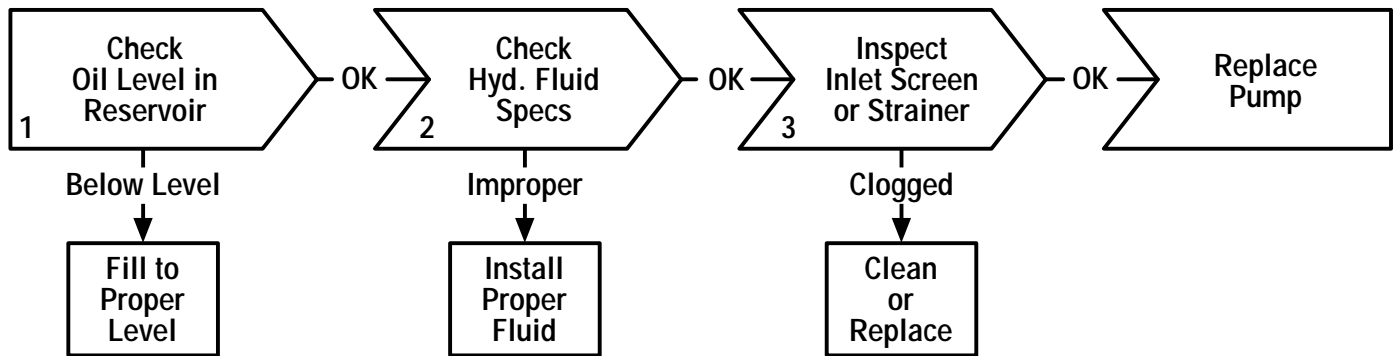 Check
Oil Level in
Reservoir
1
OK
Check
Hyd. Fluid
Specs
2
OK
Inspect
Inlet Screen
or Strainer
3
OK
Replace
Pump
Below Level
Improper
Clogged
Fill to
Proper
Level
Install
Proper
Fluid
Clean
or
Replace